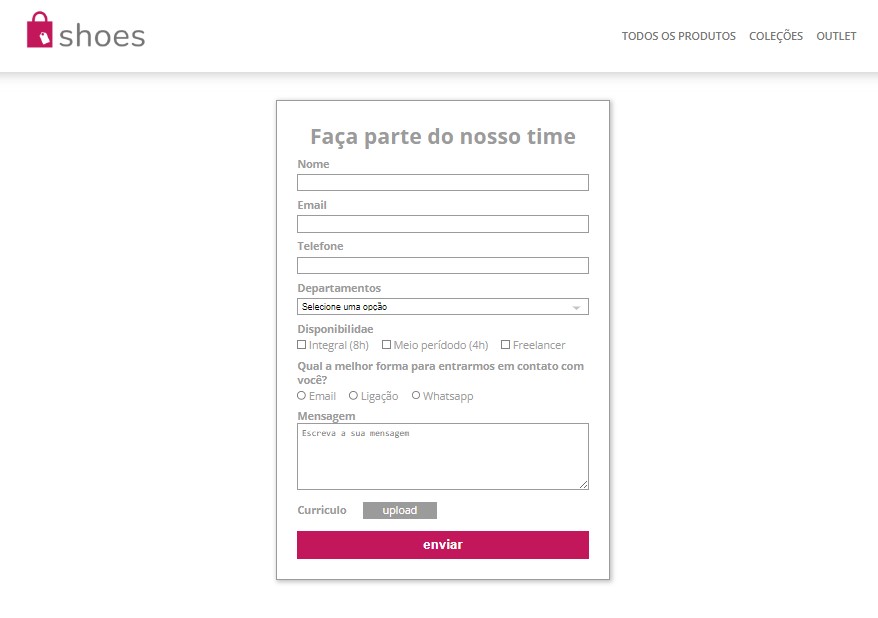 shoes
TODOS OS PRODUTOS COLEÇÕES OUTLET
Faça parte do nosso time
Nome
Email
Telefone
Departamentos
Selecione uma opção
Disponibilidae
Integral (8h) Meio perídodo (4h) Freelancer
Qual a melhor forma para entrarmos em contato com
você?
Email Ligação Whatsapp
Mensagem
Escreva a sua mensagem
Curriculo upload
enviar